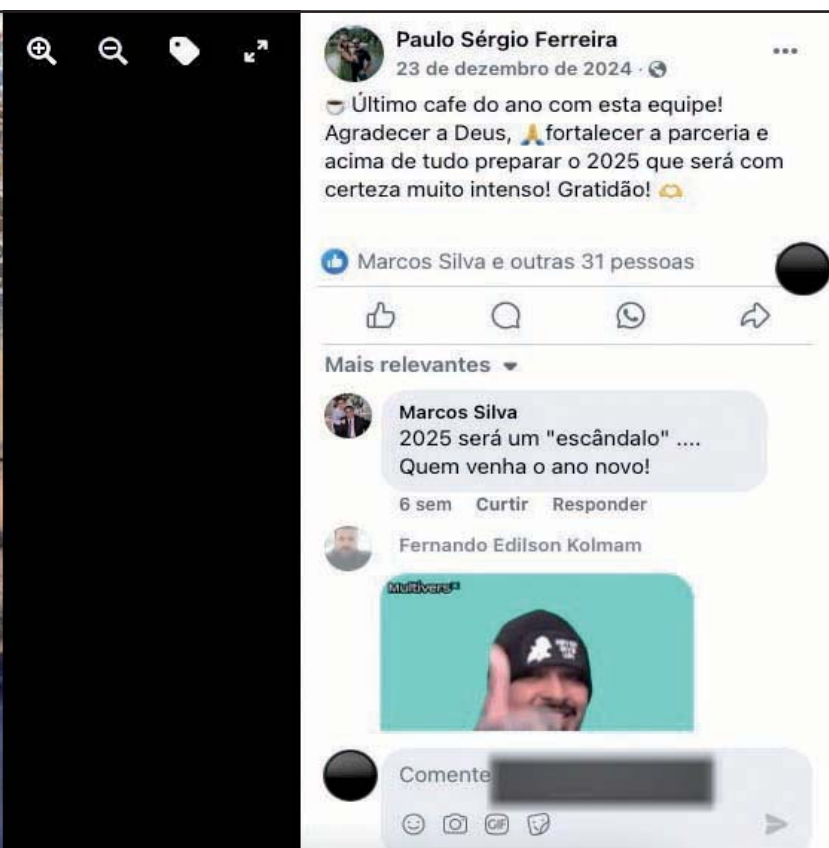 Paulo Sérgio Ferreira
23 de dezembro de 2024 ·
Último cafe do ano com esta equipe!
Agradecer a Deus, fortalecer a parceria e
acima de tudo preparar o 2025 que será com
certeza muito intenso! Gratidão!
Marcos Silva e outras 31 pessoas
Mais relevantes
Marcos Silva
2025 será um "escândalo" ....
Quem venha o ano novo!
6 sem Curtir Responder
Fernando Edilson Kolmam
Comente
GIF